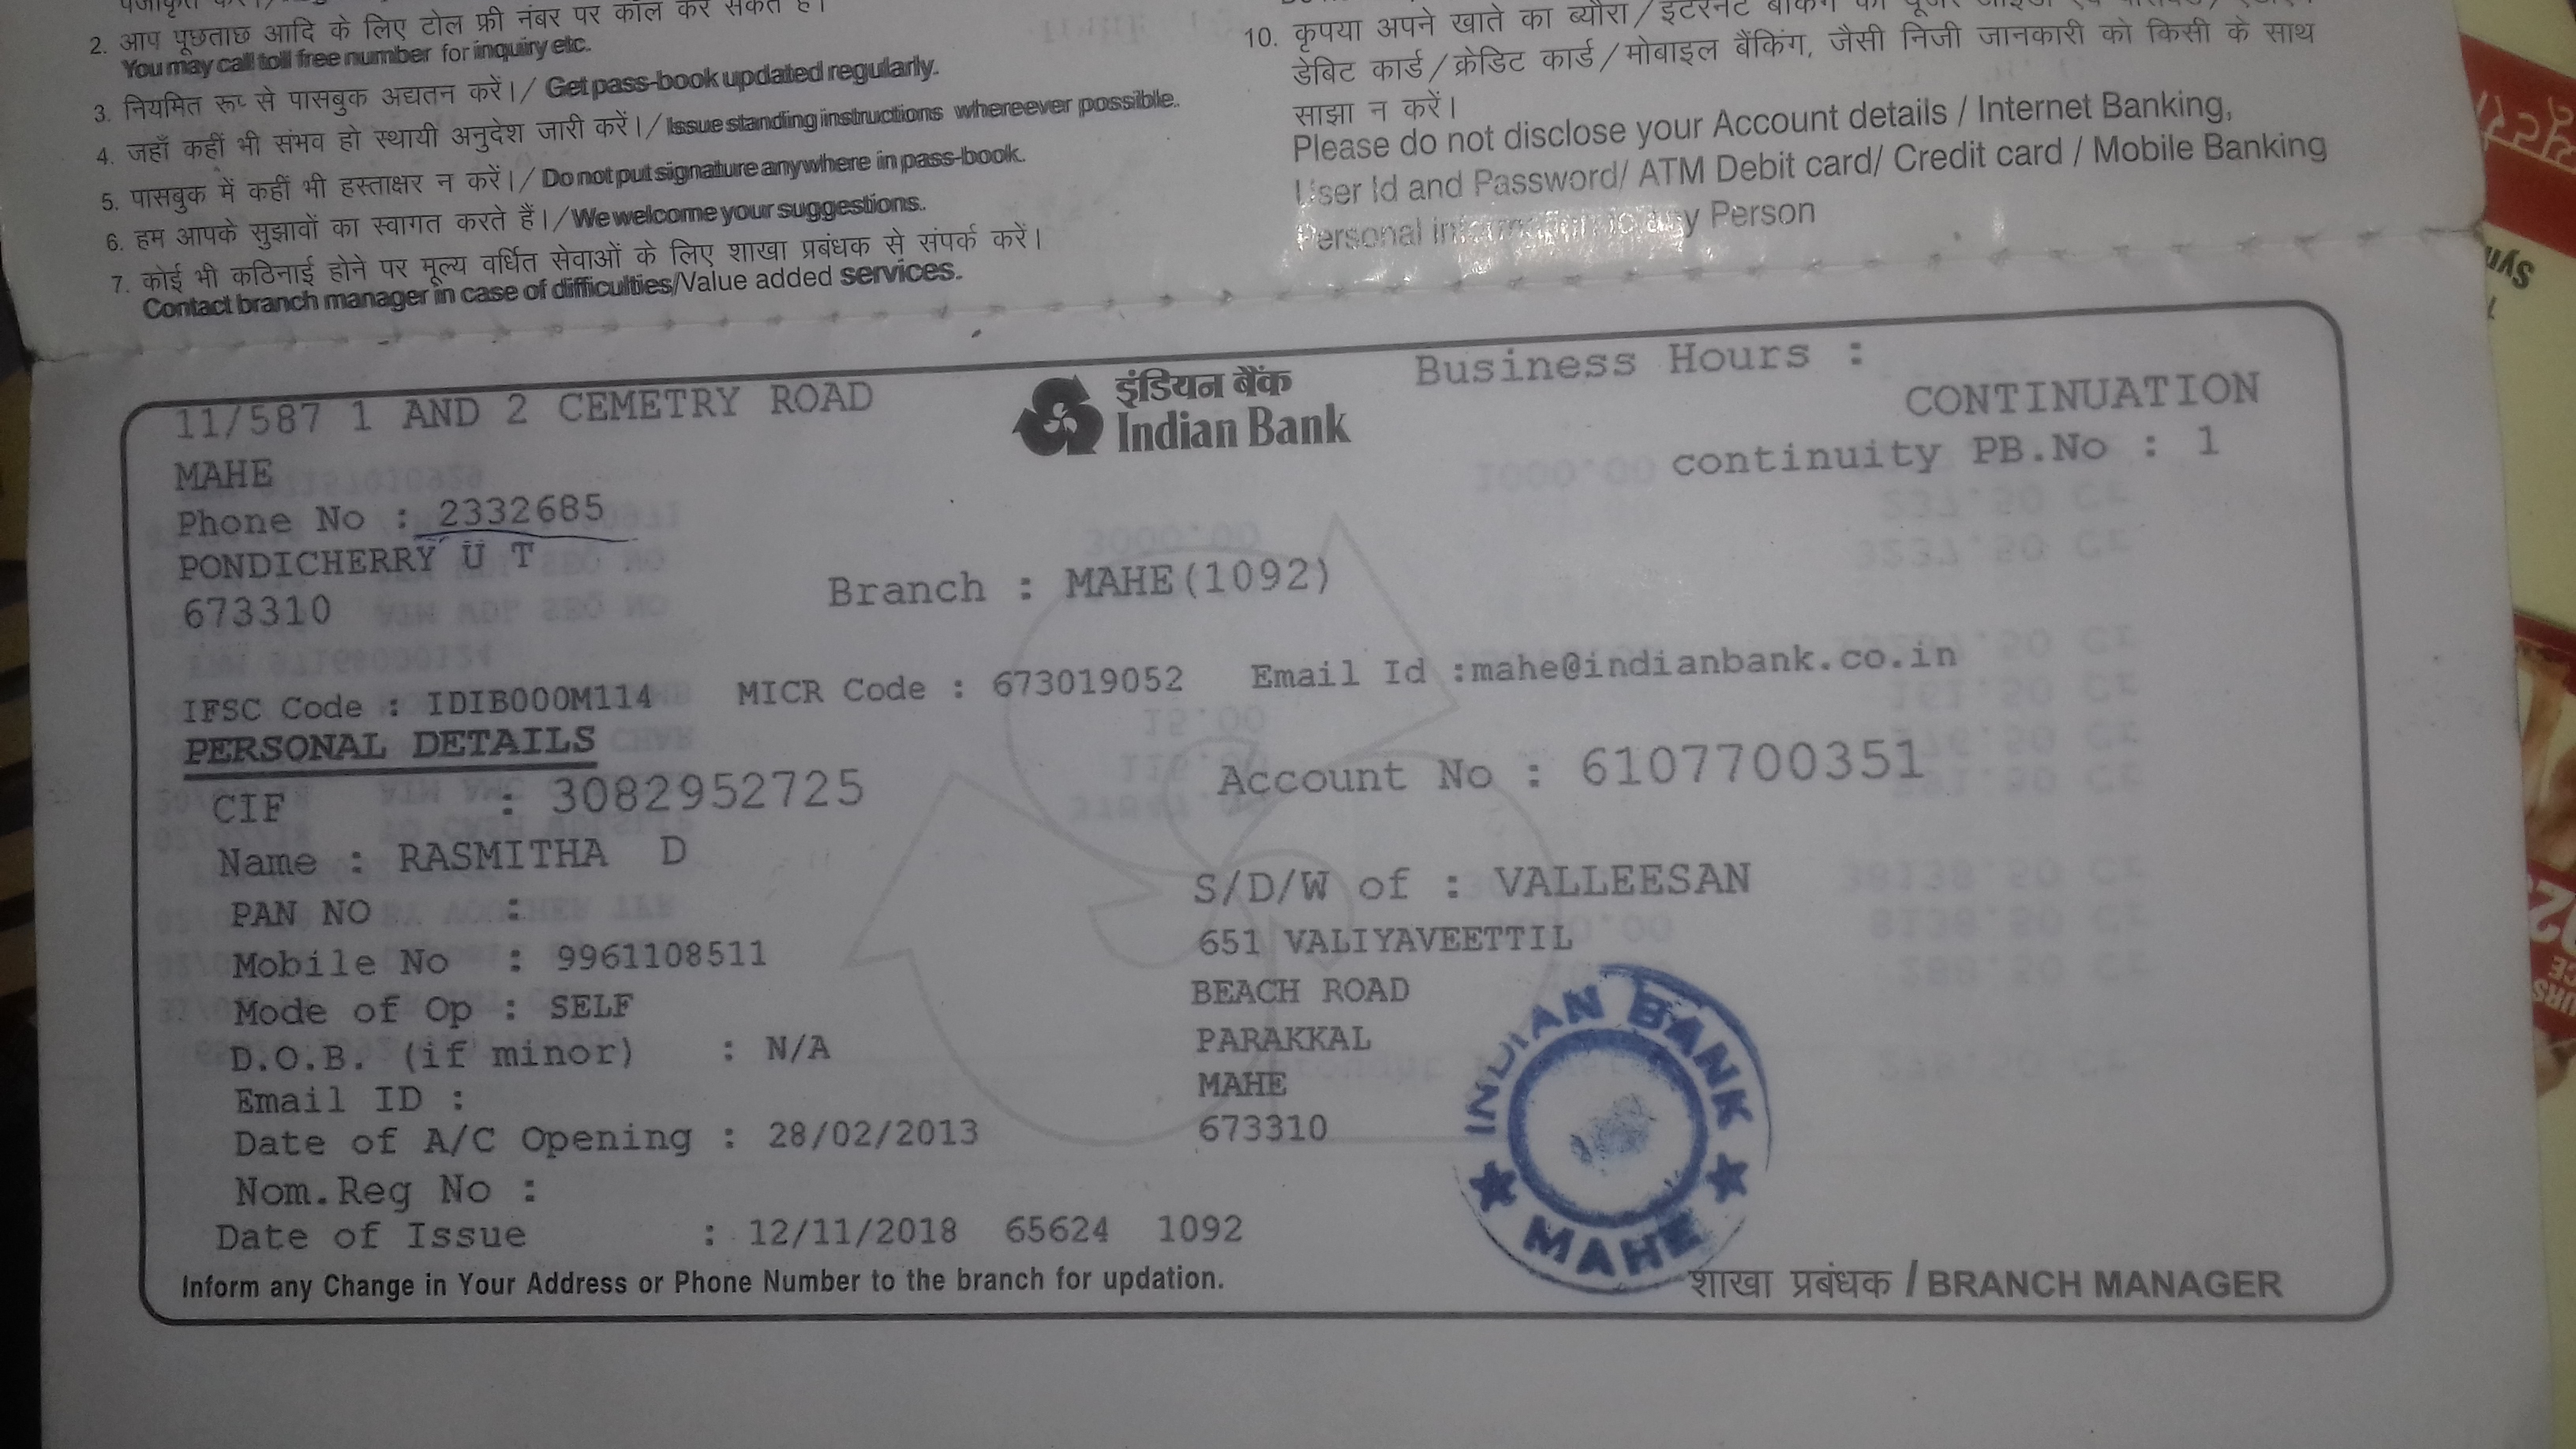 2. आप पूछताछ आदि के लिए टोल फ्री नंबर पर कॉल कर सकते हैं।
You may call toll free number for inquiry etc.
3. नियमित रूप से पासबुक अद्यतन करें। / Get pass-book updated regularly.
4. जहाँ कहीं भी संभव हो स्थायी अनुदेश जारी करें। / Issue standing instructions whereever possible.
5. पासबुक में कहीं भी हस्ताक्षर न करें। / Do not put signature anywhere in pass-book.
6. हम आपके सुझावों का स्वागत करते हैं। / We welcome your suggestions.
7. कोई भी कठिनाई होने पर मूल्य वर्धित सेवाओं के लिए शाखा प्रबंधक से संपर्क करें।
Contact branch manager in case of difficulties/Value added services.
10. कृपया अपने खाते का ब्यौरा / इंटरनेट बैंकिंग
डेबिट कार्ड / क्रेडिट कार्ड / मोबाइल बैंकिंग, जैसी निजी जानकारी को किसी के साथ
साझा न करें।
Please do not disclose your Account details / Internet Banking,
User Id and Password/ ATM Debit card/ Credit card / Mobile Banking
Personal Person
11/587 1 AND 2 CEMETRY ROAD
MAHE
Phone No : 2332685
PONDICHERRY U T
673310
इंडियन बैंक
Indian Bank
Business Hours :
CONTINUATION
continuity PB.No : 1
Branch : MAHE(1092)
IFSC Code : IDIB000M114 MICR Code : 673019052 Email Id :mahe@indianbank.co.in
PERSONAL DETAILS
CIF : 3082952725 Account No : 6107700351
Name : RASMITHA D S/D/W of : VALLEESAN
PAN NO : 651 VALIYAVEETTIL
Mobile No : 9961108511 BEACH ROAD
Mode of Op : SELF PARAKKAL
D.O.B. (if minor) : N/A MAHE
Email ID : 673310
Date of A/C Opening : 28/02/2013
Nom.Reg No :
Date of Issue : 12/11/2018 65624 1092
INDIAN BANK
★ MAHE ★
Inform any Change in Your Address or Phone Number to the branch for updation.
शाखा प्रबंधक / BRANCH MANAGER